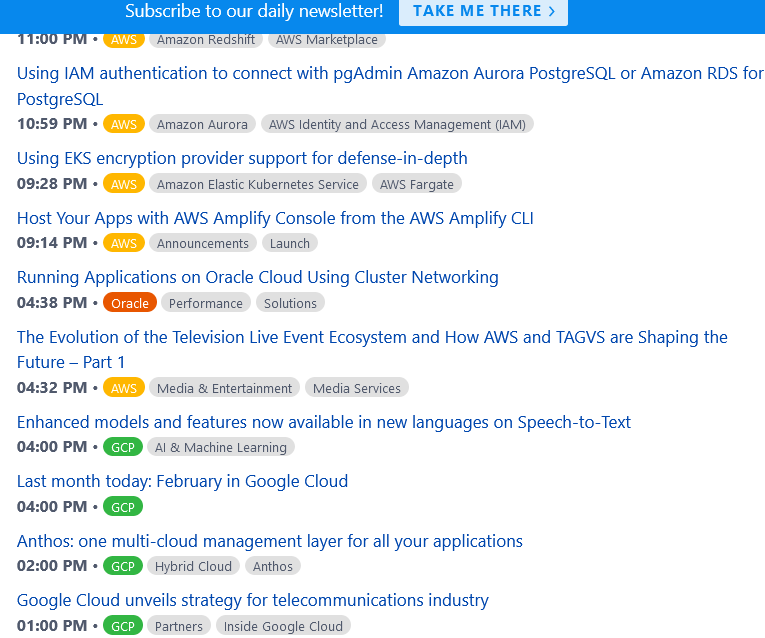 Subscribe to our daily newsletter! TAKE ME THERE >
11:00 PM • AWS Amazon Redshift AWS Marketplace
Using IAM authentication to connect with pgAdmin Amazon Aurora PostgreSQL or Amazon RDS for
PostgreSQL
10:59 PM • AWS Amazon Aurora AWS Identity and Access Management (IAM)
Using EKS encryption provider support for defense-in-depth
09:28 PM • AWS Amazon Elastic Kubernetes Service AWS Fargate
Host Your Apps with AWS Amplify Console from the AWS Amplify CLI
09:14 PM • AWS Announcements Launch
Running Applications on Oracle Cloud Using Cluster Networking
04:38 PM • Oracle Performance Solutions
The Evolution of the Television Live Event Ecosystem and How AWS and TAGVS are Shaping the
Future – Part 1
04:32 PM • AWS Media & Entertainment Media Services
Enhanced models and features now available in new languages on Speech-to-Text
04:00 PM • GCP AI & Machine Learning
Last month today: February in Google Cloud
04:00 PM • GCP
Anthos: one multi-cloud management layer for all your applications
02:00 PM • GCP Hybrid Cloud Anthos
Google Cloud unveils strategy for telecommunications industry
01:00 PM • GCP Partners Inside Google Cloud